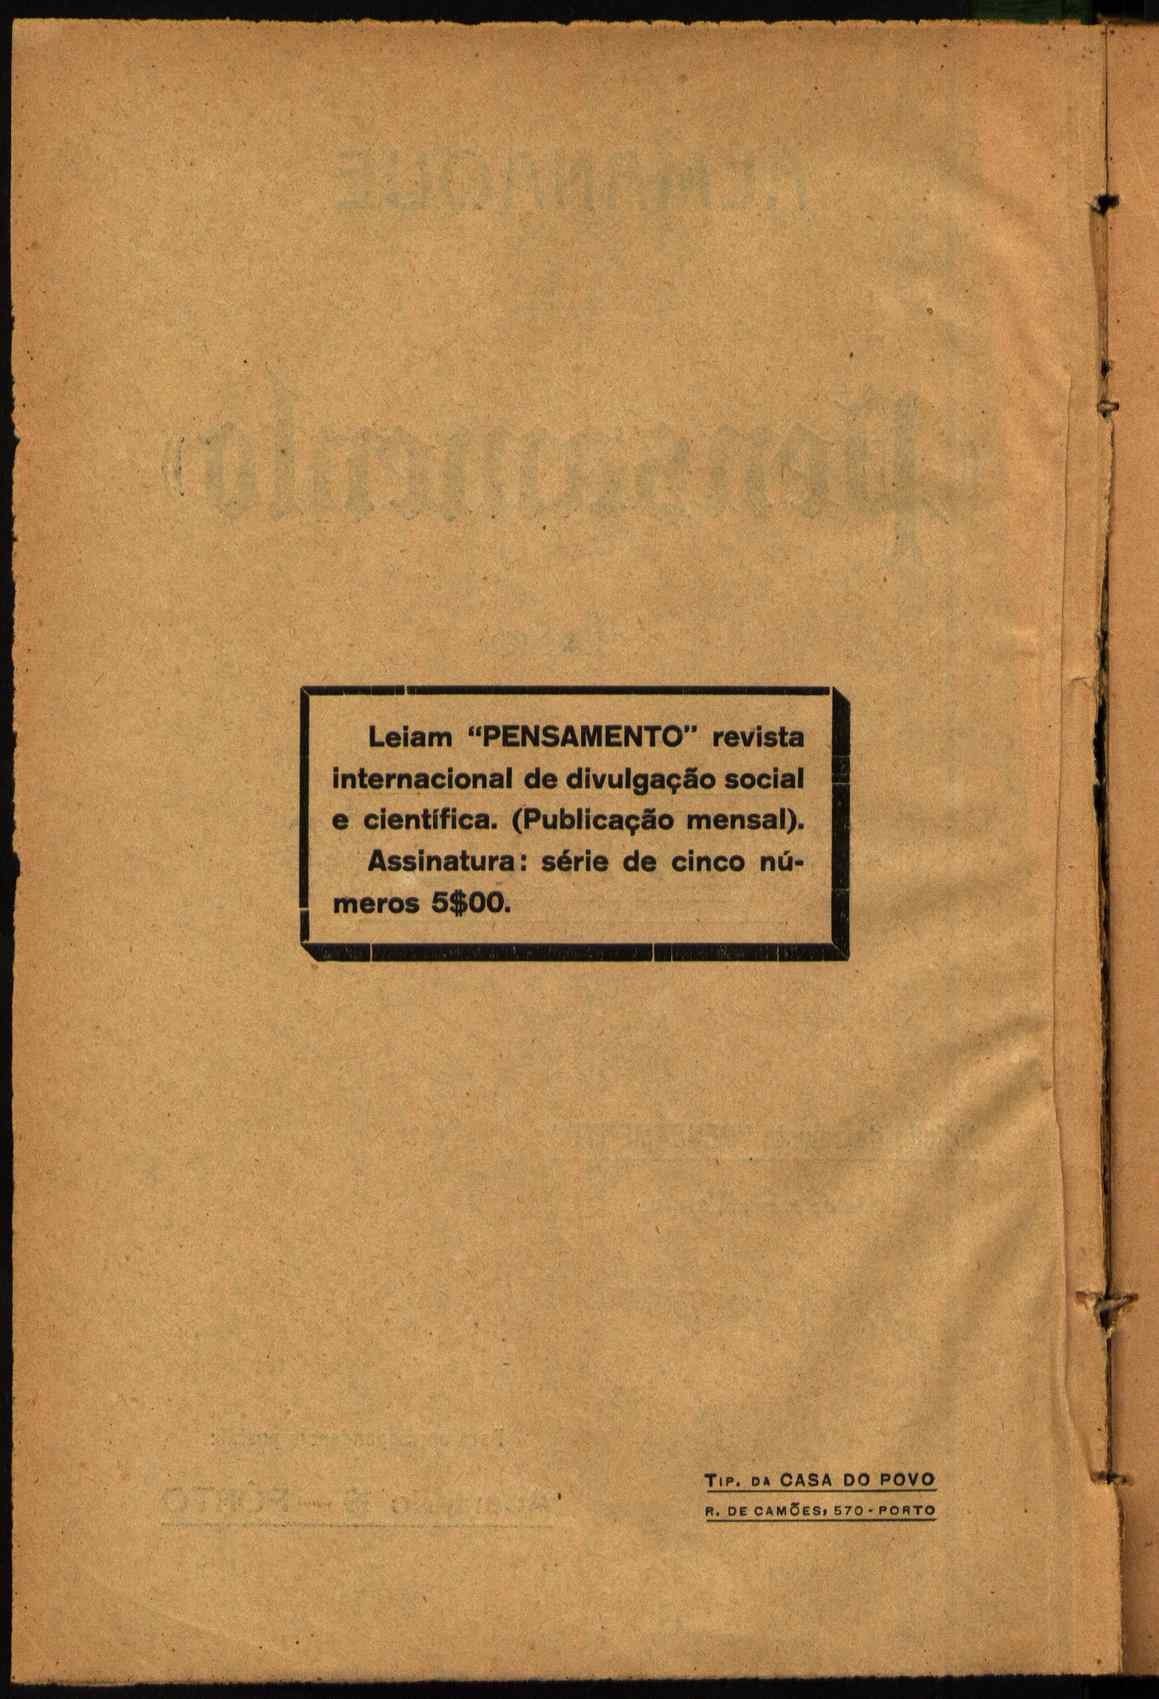 Leiam “PENSAMENTO” revista
internacional de divulgação social
e científica. (Publicação mensal).
Assinatura: série de cinco nú-
meros 5$00.
TIP. DA CASA DO POVO
R. DE CAMÕES, 570 - PORTO